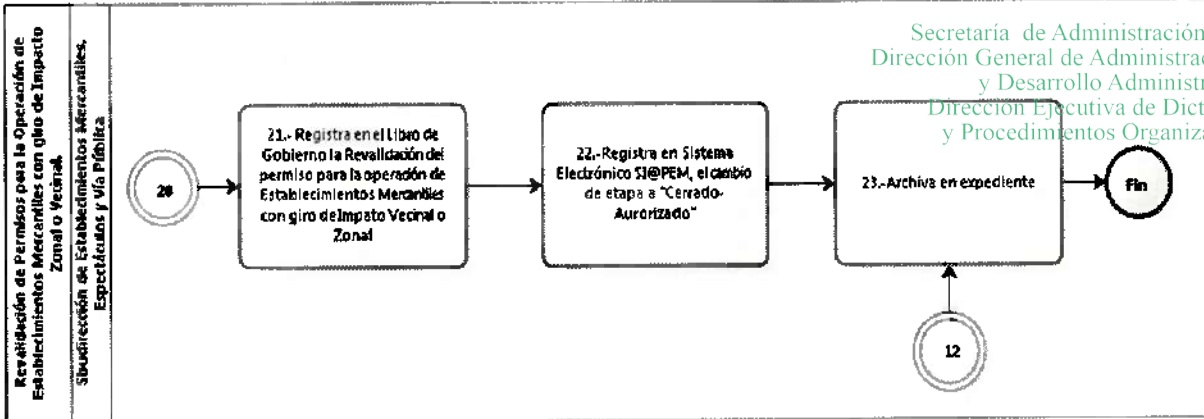 Revalidación de Permisos para la Operación de
Establecimientos Mercantiles con giro de Impacto
Zonal o Vecinal.
Sbudirección de Establecimientos Mercantiles,
Espectáculos y Vía Pública
Secretaría de Administración
Dirección General de Administrac
y Desarrollo Administr
Dirección Ejecutiva de Dict
y Procedimientos Organiza
20
21.- Registra en el Libro de
Gobierno la Revalidación del
permiso para la operación de
Establecimientos Mercantiles
con giro de Impato Vecinal o
Zonal
22.-Registra en Sistema
Electrónico SI@PEM, el cambio
de etapa a "Cerrado-
Aurorizado"
23.-Archiva en expediente
Fin
12